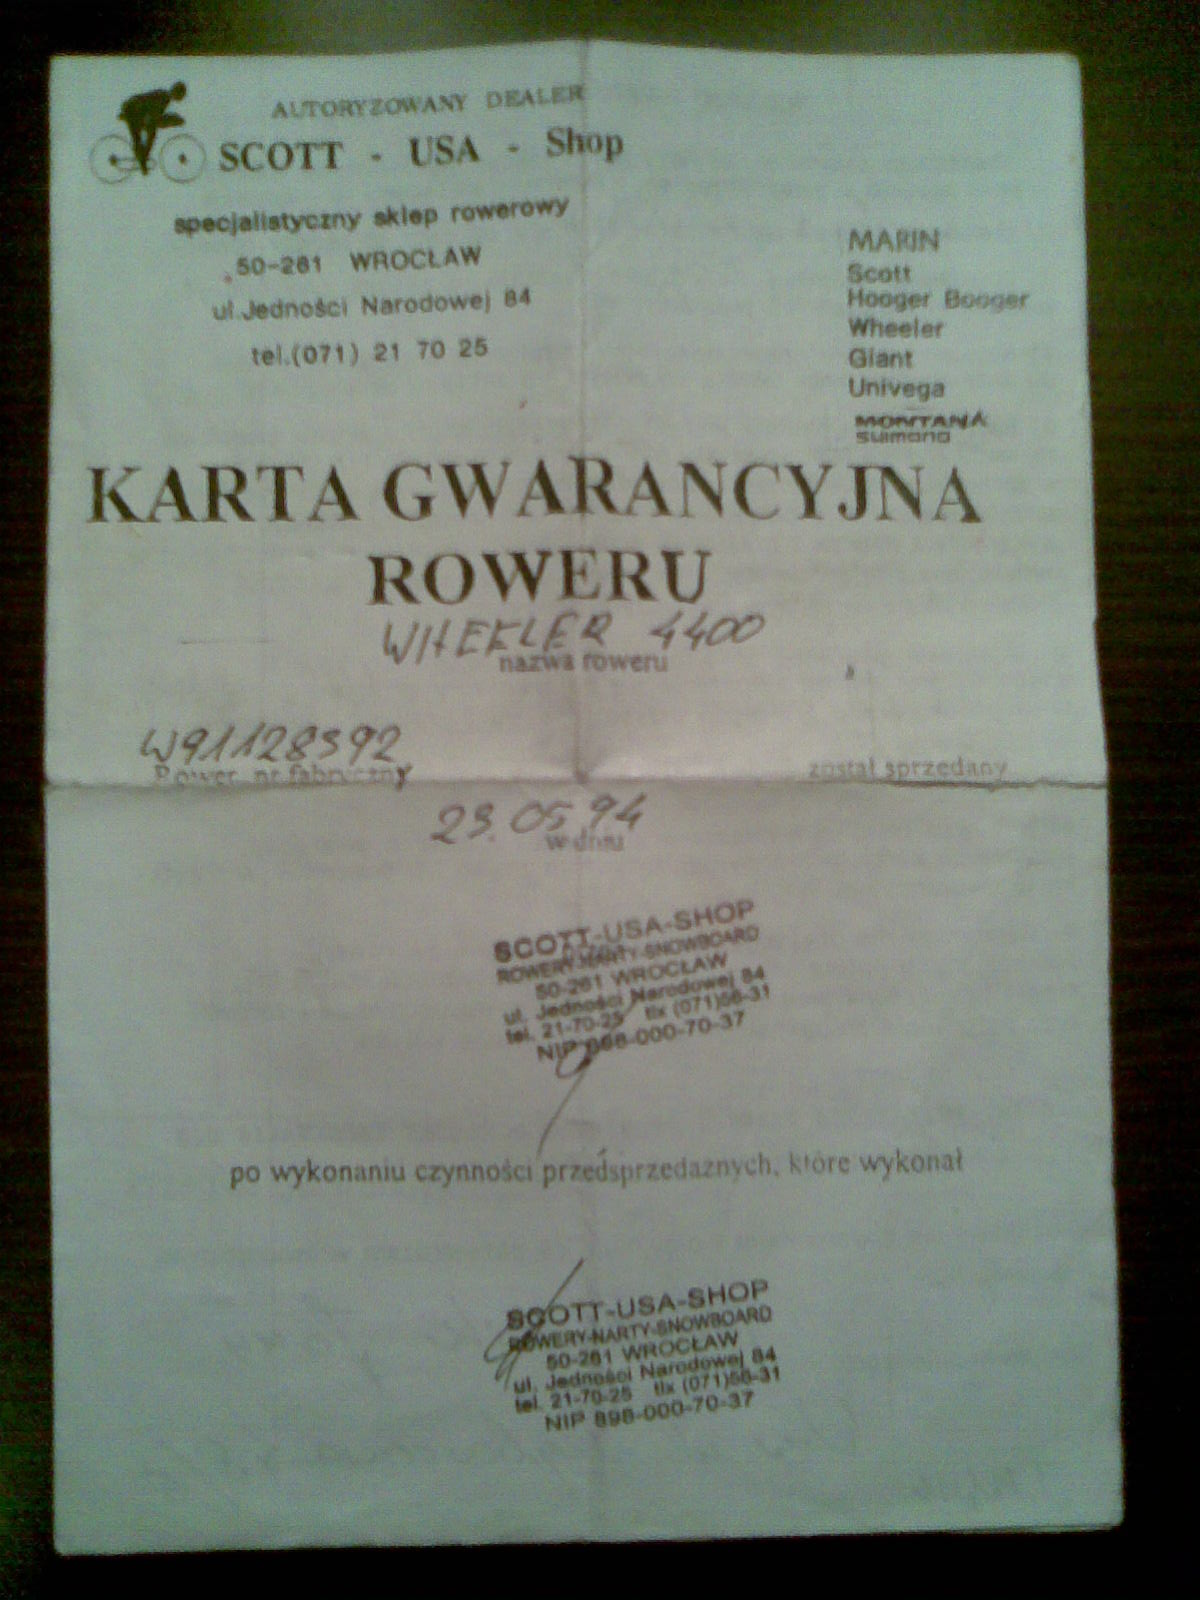 AUTORYZOWANY DEALER
SCOTT - USA - Shop
specjalistyczny sklep rowerowy
50-261 WROCŁAW
ul.Jedności Narodowej 84
tel.(071) 21 70 25
MARIN
Scott
Hooger Booger
Wheeler
Giant
Univega
MONTANA
KARTA GWARANCYJNA
ROWERU
WHEELER 4400
nazwa roweru
W91128392
Rower nr fabryczny
został sprzedany
23.05.94
w dniu
SCOTT-USA-SHOP
ROWERY-NARTY-SNOWBOARD
50-261 WROCŁAW
ul. Jedności Narodowej 84
tel. 21-70-25 tlx (071)56-31
NIP 898-000-70-37
po wykonaniu czynności przedsprzedaznych, które wykonał
SCOTT-USA-SHOP
ROWERY-NARTY-SNOWBOARD
50-261 WROCŁAW
ul. Jedności Narodowej 84
tel. 21-70-25 tlx (071)56-31
NIP 898-000-70-37